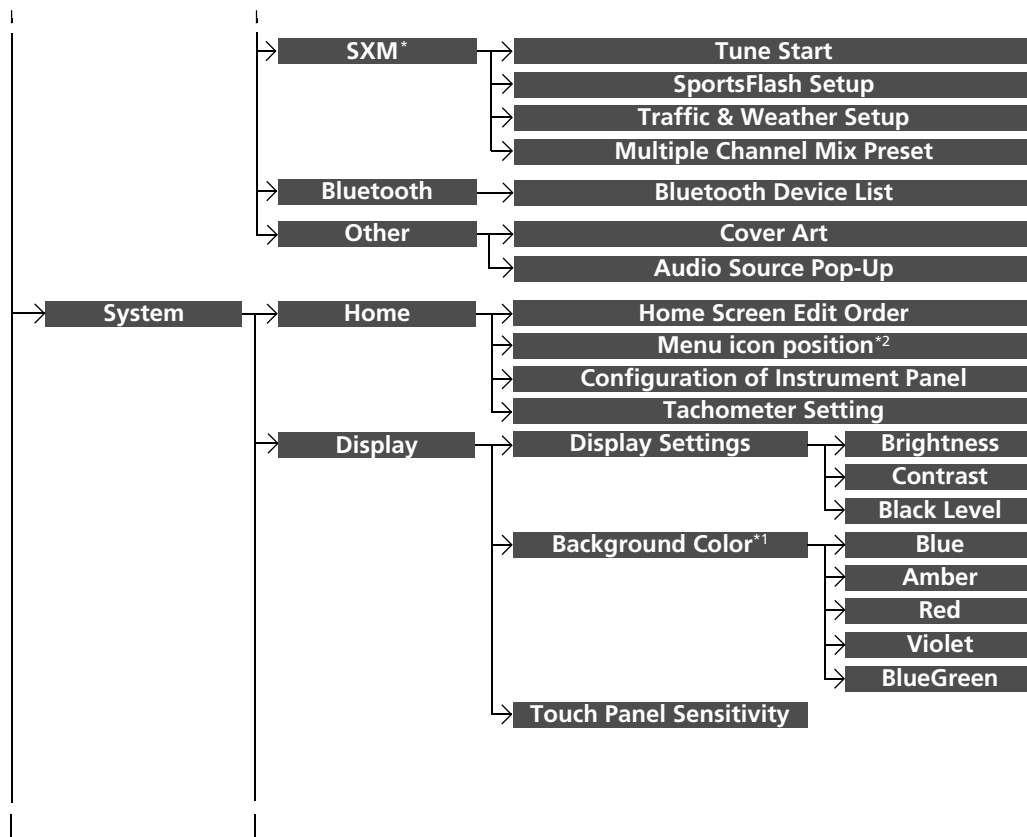 SXM* Tune Start
SportsFlash Setup
Traffic & Weather Setup
Multiple Channel Mix Preset
Bluetooth Bluetooth Device List
Other Cover Art
Audio Source Pop-Up
System Home Home Screen Edit Order
Menu icon position*2
Configuration of Instrument Panel
Tachometer Setting
Display Display Settings Brightness
Contrast
Black Level
Background Color*1 Blue
Amber
Red
Violet
BlueGreen
Touch Panel Sensitivity